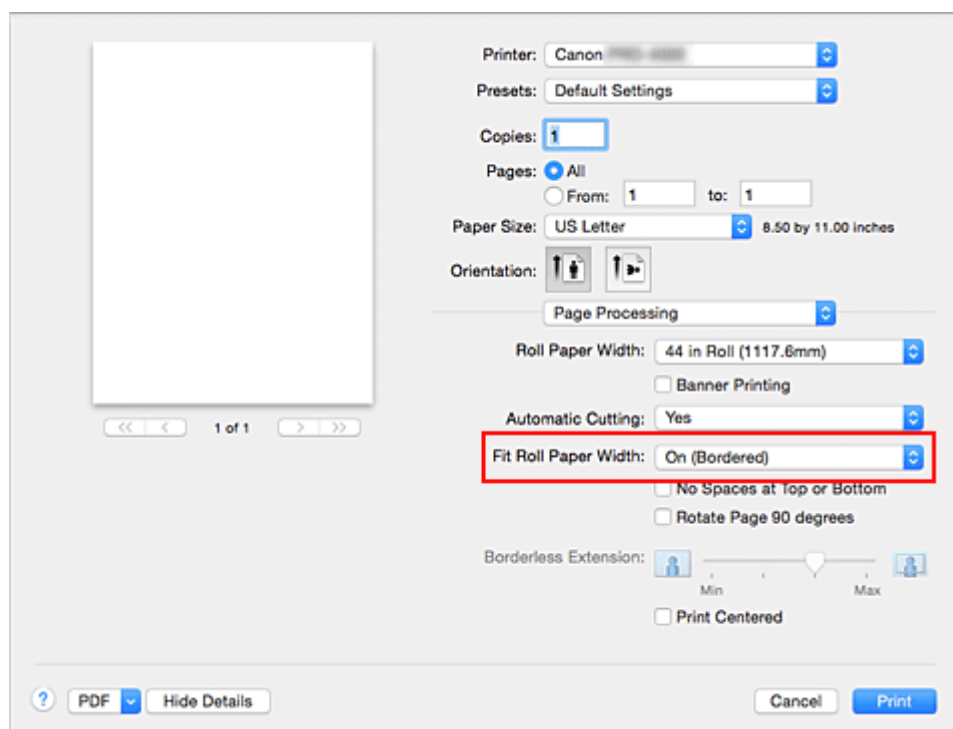 Printer: Canon
Presets: Default Settings
Copies: 1
Pages: All
From: 1 to: 1
Paper Size: US Letter 8.50 by 11.00 inches
Orientation:
Page Processing
Roll Paper Width: 44 in Roll (1117.6mm)
Banner Printing
1 of 1
Automatic Cutting: Yes
Fit Roll Paper Width: On (Bordered)
No Spaces at Top or Bottom
Rotate Page 90 degrees
Borderless Extension:
Min Max
Print Centered
? PDF Hide Details Cancel Print